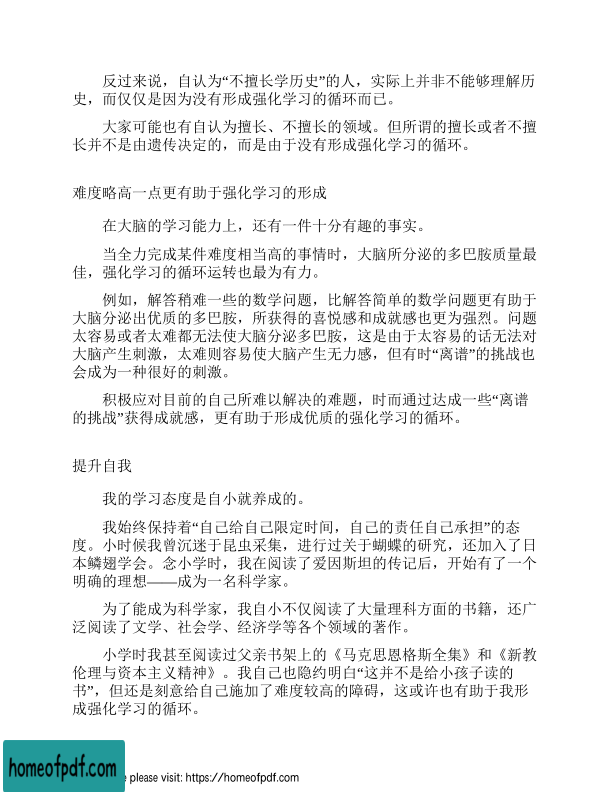 反过来说，自认为“不擅长学历史”的人，实际上并非不能够理解历
史，而仅仅是因为没有形成强化学习的循环而已。
大家可能也有自认为擅长、不擅长的领域。但所谓的擅长或者不擅
长并不是由遗传决定的，而是由于没有形成强化学习的循环。
难度略高一点更有助于强化学习的形成
在大脑的学习能力上，还有一件十分有趣的事实。
当全力完成某件难度相当高的事情时，大脑所分泌的多巴胺质量最
佳，强化学习的循环运转也最为有力。
例如，解答稍难一些的数学问题，比解答简单的数学问题更有助于
大脑分泌出优质的多巴胺，所获得的喜悦感和成就感也更为强烈。问题
太容易或者太难都无法使大脑分泌多巴胺，这是由于太容易的话无法对
大脑产生刺激，太难则容易使大脑产生无力感，但有时“离谱”的挑战也
会成为一种很好的刺激。
积极应对目前的自己所难以解决的难题，时而通过达成一些“离谱
的挑战”获得成就感，更有助于形成优质的强化学习的循环。
提升自我
我的学习态度是自小就养成的。
我始终保持着“自己给自己限定时间，自己的责任自己承担”的态
度。小时候我曾沉迷于昆虫采集，进行过关于蝴蝶的研究，还加入了日
本鳞翅学会。念小学时，我在阅读了爱因斯坦的传记后，开始有了一个
明确的理想——成为一名科学家。
为了能成为科学家，我自小不仅阅读了大量理科方面的书籍，还广
泛阅读了文学、社会学、经济学等各个领域的著作。
小学时我甚至阅读过父亲书架上的《马克思恩格斯全集》和《新教
伦理与资本主义精神》。我自己也隐约明白“这并不是给小孩子读的
书”，但还是刻意给自己施加了难度较高的障碍，这或许也有助于我形
成强化学习的循环。
homeofpdf.com
please visit: https://homeofpdf.com